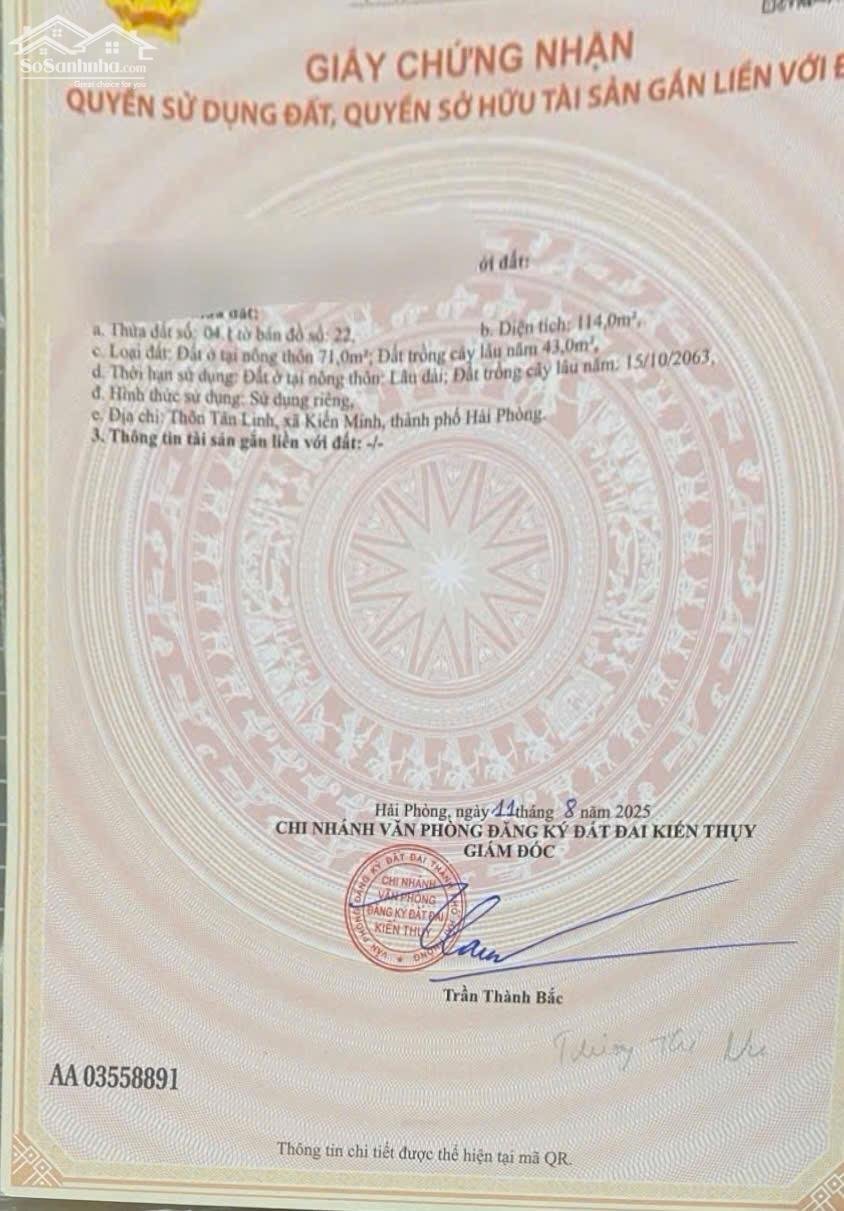 SoSanhnha.com
Great choice for you
GIẤY CHỨNG NHẬN
QUYỀN SỬ DỤNG ĐẤT, QUYỀN SỞ HỮU TÀI SẢN GẮN LIỀN VỚI
ới đất:
đất:
a. Thửa đất số: tờ bản đồ số: 22, b. Diện tích: 114,0m²,
c. Loại đất: Đất ở tại nông thôn 71,0m²; Đất trồng cây lâu năm 43,0m²,
d. Thời hạn sử dụng: Đất ở tại nông thôn: Lâu dài; Đất trồng cây lâu năm: 15/10/2063,
đ. Hình thức sử dụng: Sử dụng riêng,
e. Địa chỉ: Thôn Tân Linh, xã Kiến Minh, thành phố Hải Phòng.
3. Thông tin tài sản gắn liền với đất: -/-
Hải Phòng, ngày 11 tháng 8 năm 2025
CHI NHÁNH VĂN PHÒNG ĐĂNG KÝ ĐẤT ĐAI KIẾN THỤY
GIÁM ĐỐC
CHI NHÁNH
VĂN PHÒNG
ĐĂNG KÝ ĐẤT ĐAI
KIẾN THỤY
Trần Thành Bắc
AA 03558891
Thông tin chi tiết được thể hiện tại mã QR.